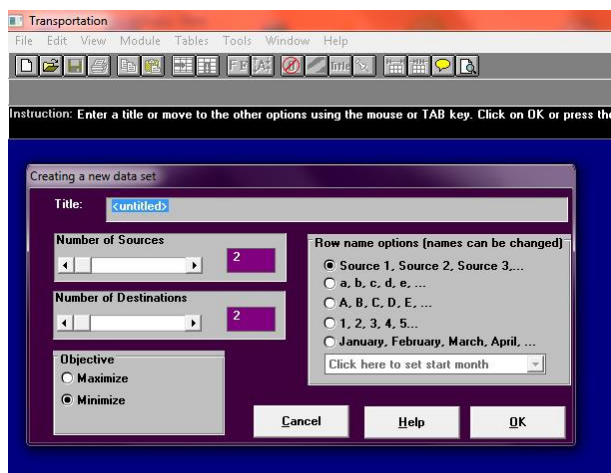 Transportation
File Edit View Module Tables Tools Window Help
Title
Instruction: Enter a title or move to the other options using the mouse or TAB key. Click on OK or press the
Creating a new data set
Title: <untitled>
Number of Sources
2
Number of Destinations
2
Objective
Maximize
Minimize
Row name options (names can be changed)
Source 1, Source 2, Source 3,...
a, b, c, d, e, ...
A, B, C, D, E, ...
1, 2, 3, 4, 5...
January, February, March, April, ...
Click here to set start month
Cancel Help OK